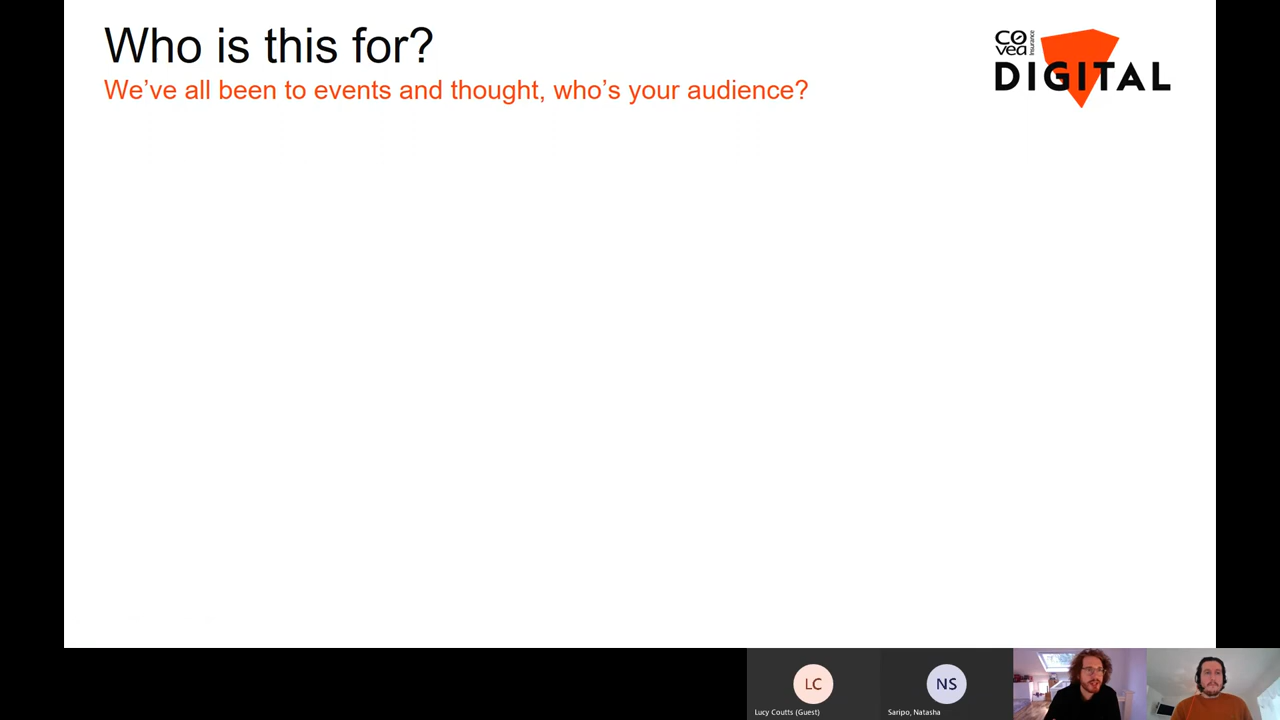 Who is this for?
We’ve all been to events and thought, who’s your audience?
co
vea
Insurance
DIGITAL
LC
NS
Lucy Coutts (Guest)
Saripo, Natasha